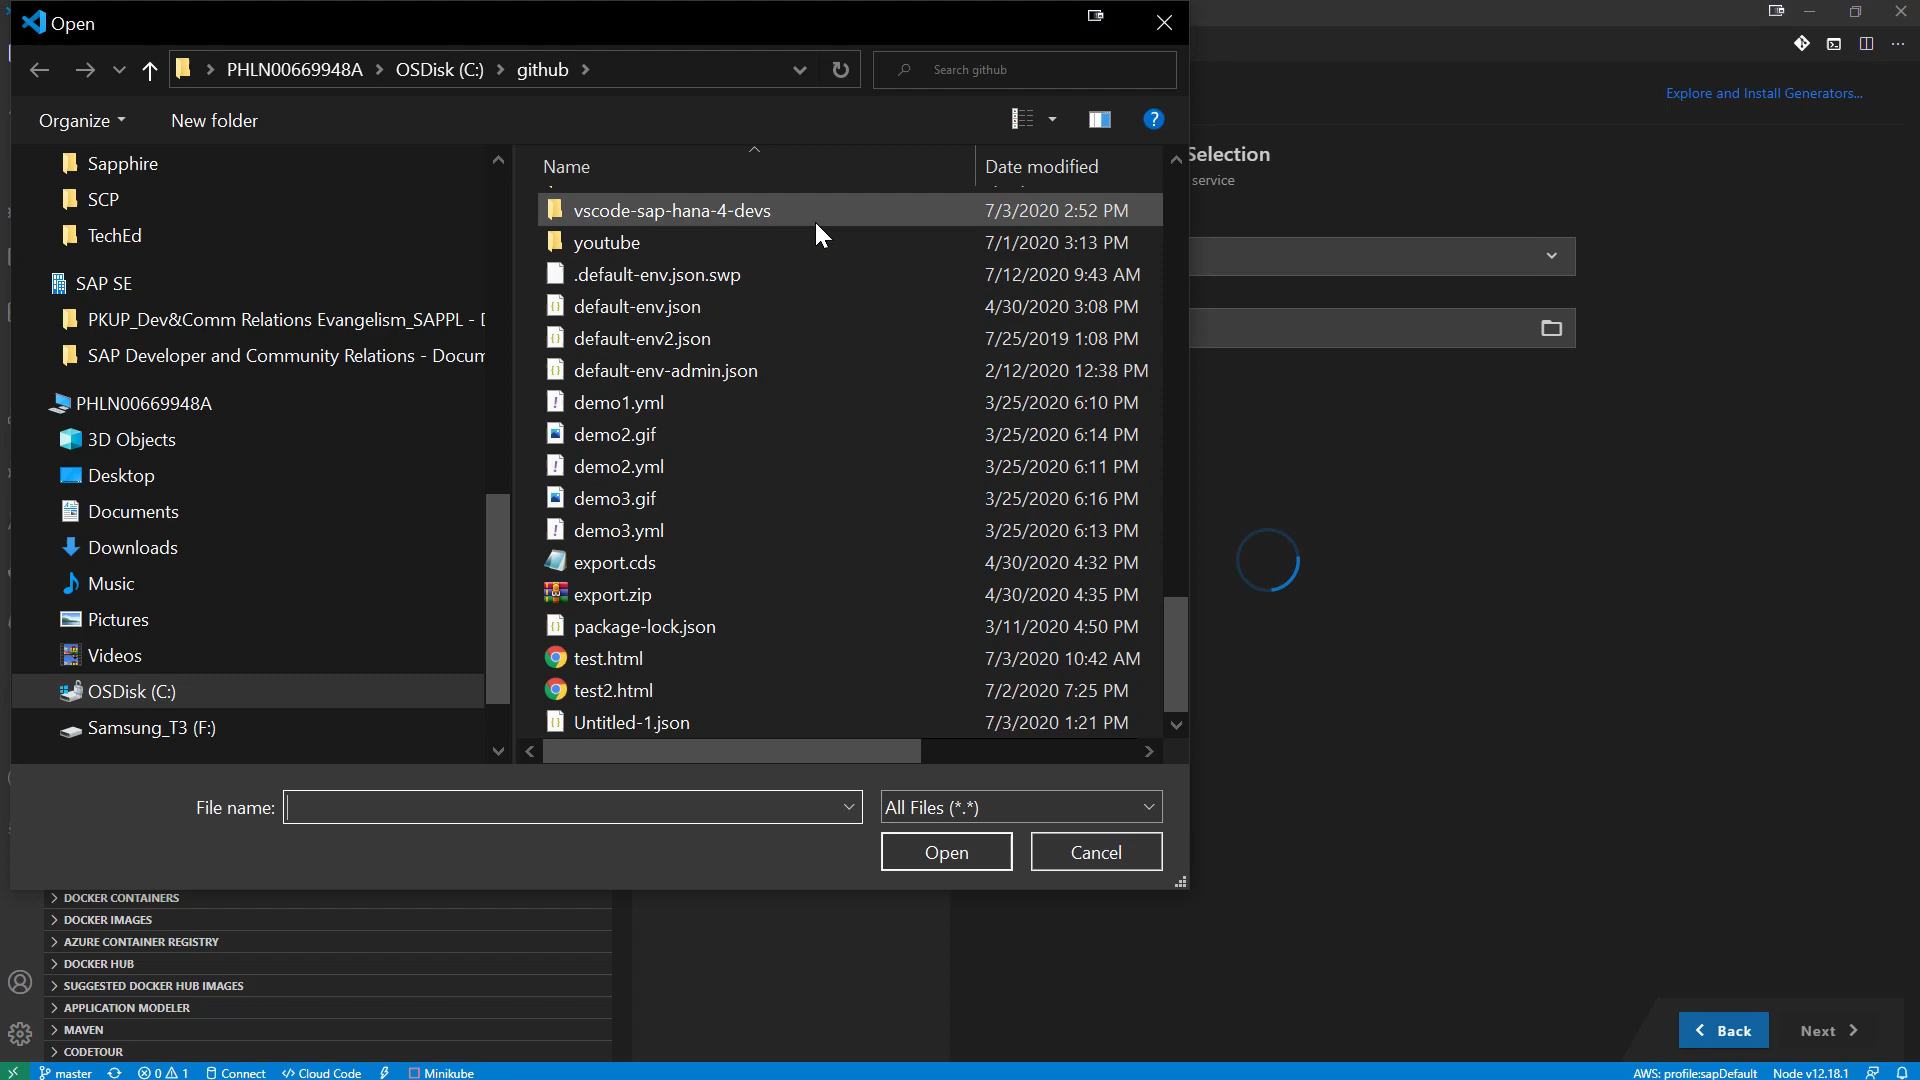 Open
PHLN00669948A > OSDisk (C:) > github >
Search github
Organize
New folder
Explore and Install Generators...
Selection
service
Sapphire
SCP
TechEd
SAP SE
PKUP_Dev&Comm Relations Evangelism_SAPPL - D
SAP Developer and Community Relations - Docum
PHLN00669948A
3D Objects
Desktop
Documents
Downloads
Music
Pictures
Videos
OSDisk (C:)
Samsung_T3 (F:)
Name Date modified
vscode-sap-hana-4-devs 7/3/2020 2:52 PM
youtube 7/1/2020 3:13 PM
.default-env.json.swp 7/12/2020 9:43 AM
default-env.json 4/30/2020 3:08 PM
default-env2.json 7/25/2019 1:08 PM
default-env-admin.json 2/12/2020 12:38 PM
demo1.yml 3/25/2020 6:10 PM
demo2.gif 3/25/2020 6:14 PM
demo2.yml 3/25/2020 6:11 PM
demo3.gif 3/25/2020 6:16 PM
demo3.yml 3/25/2020 6:13 PM
export.cds 4/30/2020 4:32 PM
export.zip 4/30/2020 4:35 PM
package-lock.json 3/11/2020 4:50 PM
test.html 7/3/2020 10:42 AM
test2.html 7/2/2020 7:25 PM
Untitled-1.json 7/3/2020 1:21 PM
File name:
All Files (*.*)
Open
Cancel
DOCKER CONTAINERS
DOCKER IMAGES
AZURE CONTAINER REGISTRY
DOCKER HUB
SUGGESTED DOCKER HUB IMAGES
APPLICATION MODELER
MAVEN
CODETOUR
Back
Next
master 0 1 Connect Cloud Code Minikube AWS: profile:sapDefault Node v12.18.1